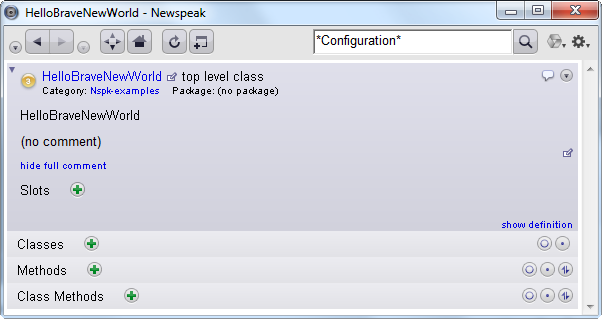 HelloBraveNewWorld - Newspeak
*Configuration*
HelloBraveNewWorld top level class
Category: Nspk-examples Package: (no package)
HelloBraveNewWorld
(no comment)
hide full comment
Slots
show definition
Classes
Methods
Class Methods